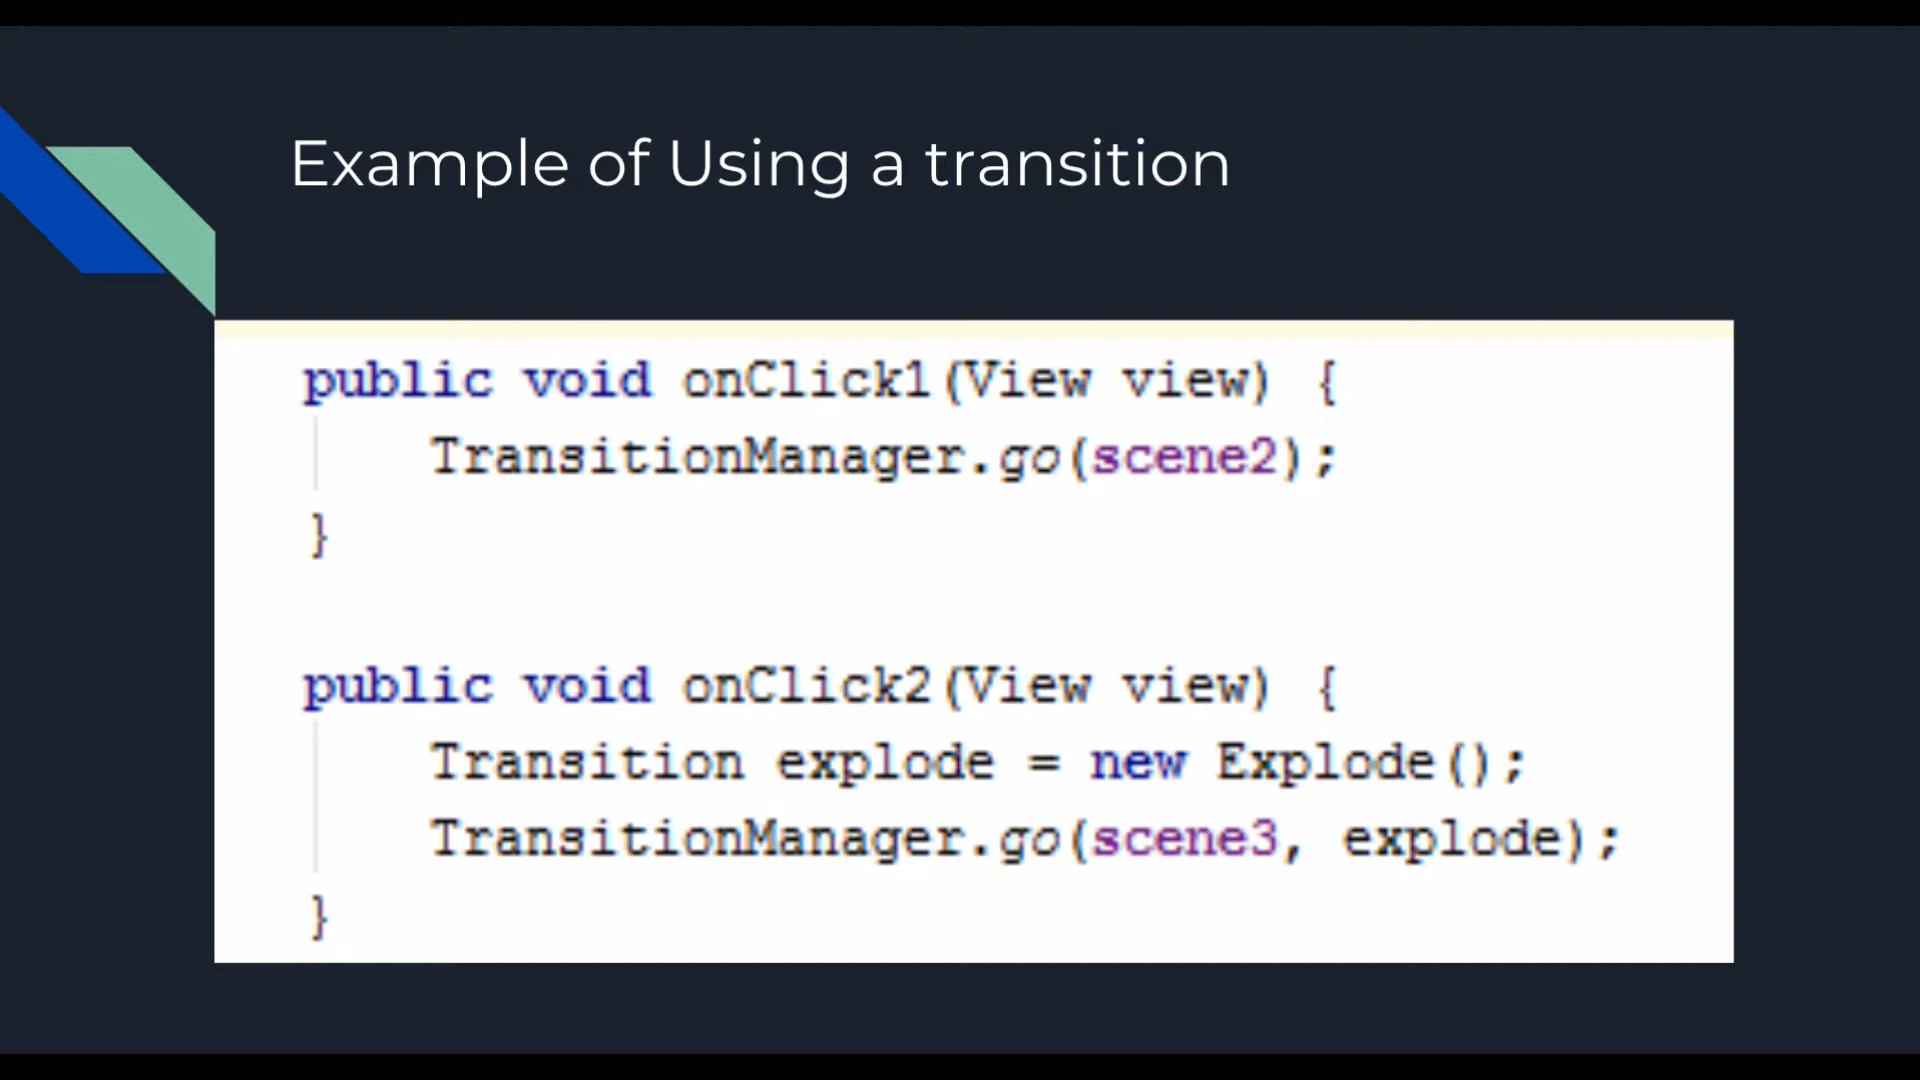 Example of Using a transition
public void onClick1(View view) {
    TransitionManager.go(scene2);
}
public void onClick2(View view) {
    Transition explode = new Explode();
    TransitionManager.go(scene3, explode);
}